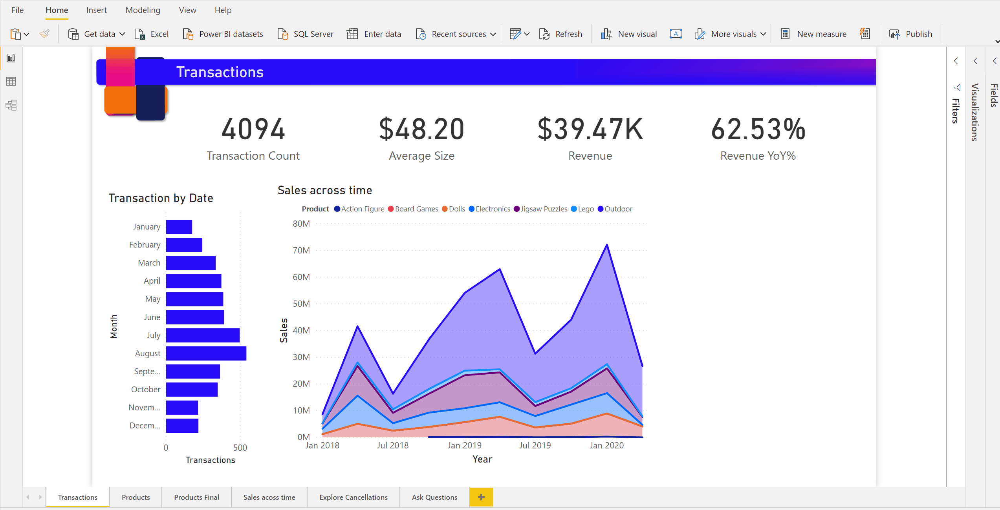 File Home Insert Modeling View Help
Get data Excel Power BI datasets SQL Server Enter data Recent sources Refresh New visual A More visuals New measure Publish
Transactions
4094 $48.20 $39.47K 62.53%
Transaction Count Average Size Revenue Revenue YoY%
Filters
Visualizations
Fields
Transaction by Date
Month
January
February
March
April
May
June
July
August
Septe...
October
Novem...
Decem...
0 500
Transactions
Sales across time
Product Action Figure Board Games Dolls Electronics Jigsaw Puzzles Lego Outdoor
Sales
80M
70M
60M
50M
40M
30M
20M
10M
0M
Jan 2018 Jul 2018 Jan 2019 Jul 2019 Jan 2020
Year
Transactions Products Products Final Sales acoss time Explore Cancellations Ask Questions +